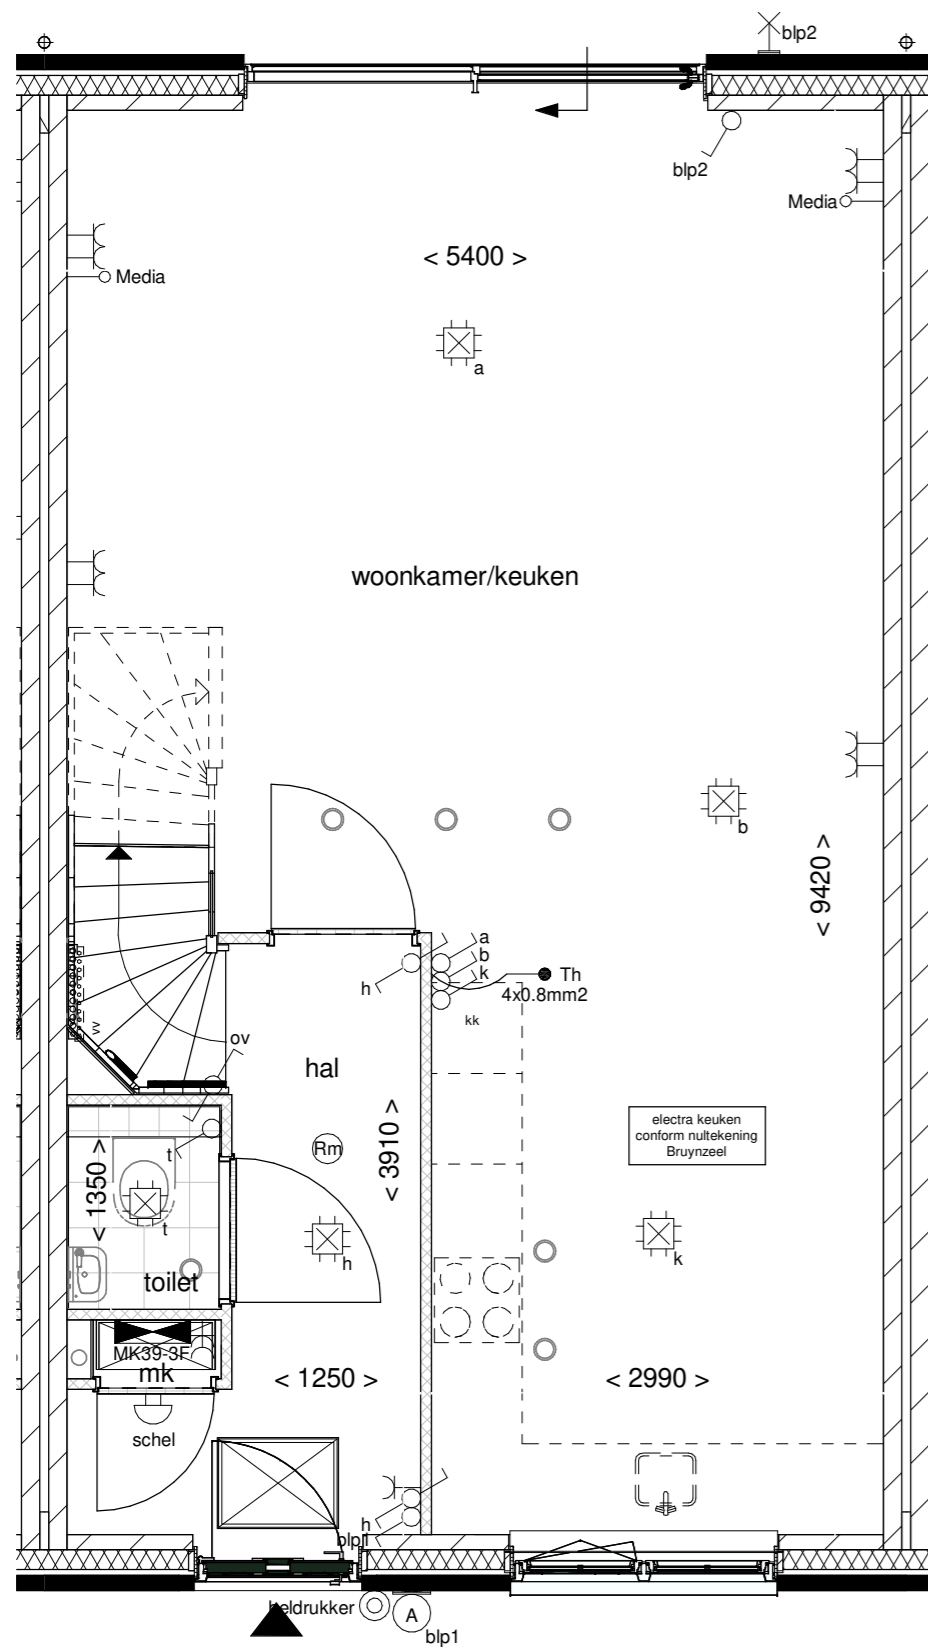 blp2
blp2
Media
< 5400 >
Media
a
woonkamer/keuken
b
< 9420 >
a
b
k
h
Th
4x0.8mm2
kk
vv
ov
hal
electra keuken
conform nultekening
Bruynzeel
Rm
< 3910 >
< 1350 >
t
t
h
k
toilet
MK39-3F
mk
< 1250 >
< 2990 >
schel
h
blp1
beldrukker
A
blp1